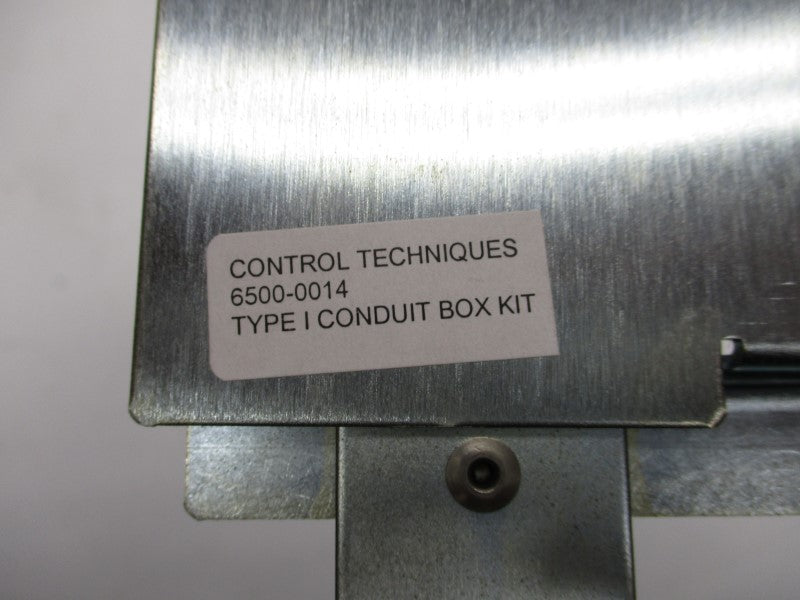 CONTROL TECHNIQUES
6500-0014
TYPE I CONDUIT BOX KIT